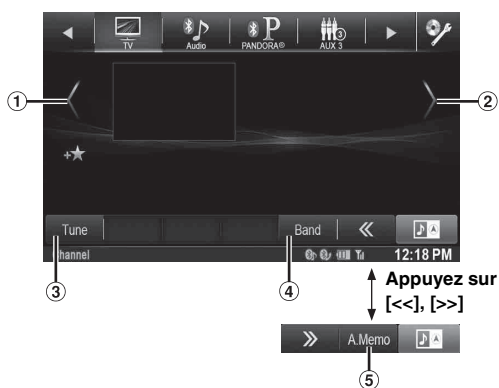 TV Audio PANDORA® AUX 3
① ②
+★
Tune Band «
Channel 12:18 PM
③ ④ Appuyez sur
[<<], [>>]
» A.Memo
⑤